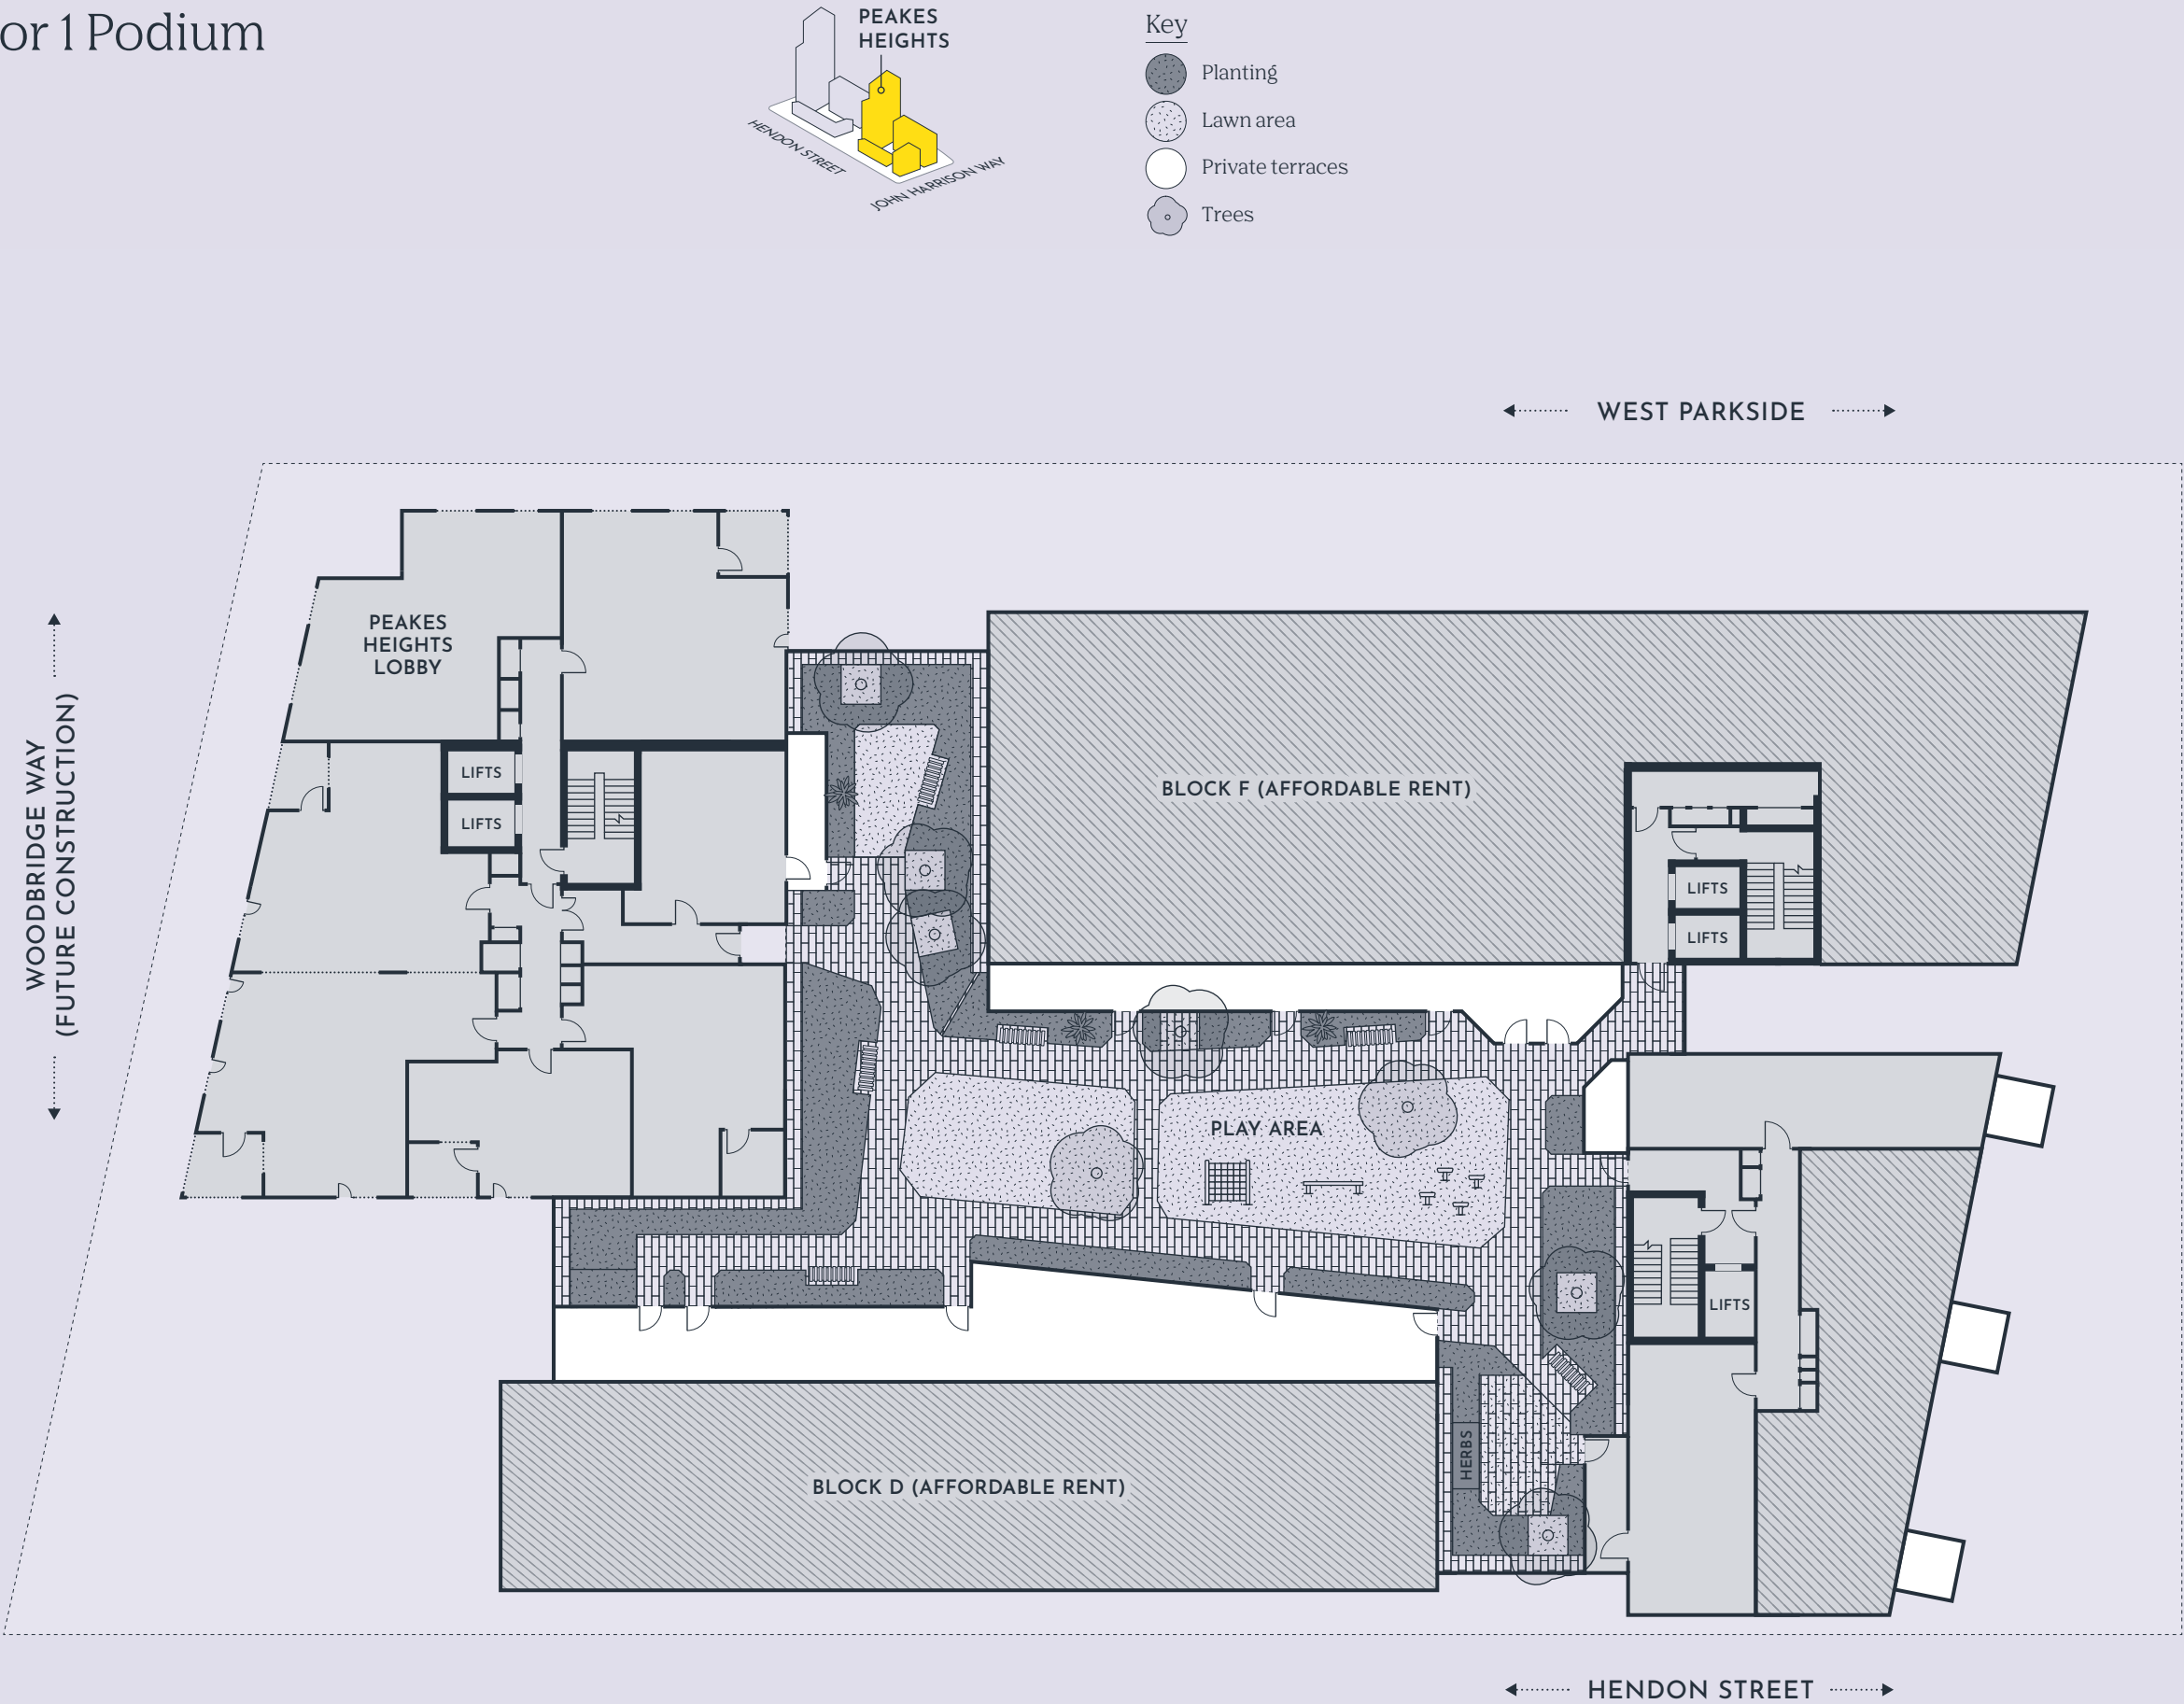 or 1 Podium
PEAKES
HEIGHTS
HENDON STREET
JOHN HARRISON WAY
Key
Planting
Lawn area
Private terraces
Trees
WEST PARKSIDE
WOODBRIDGE WAY
(FUTURE CONSTRUCTION)
PEAKES
HEIGHTS
LOBBY
LIFTS
LIFTS
BLOCK F (AFFORDABLE RENT)
LIFTS
LIFTS
PLAY AREA
LIFTS
HERBS
BLOCK D (AFFORDABLE RENT)
HENDON STREET